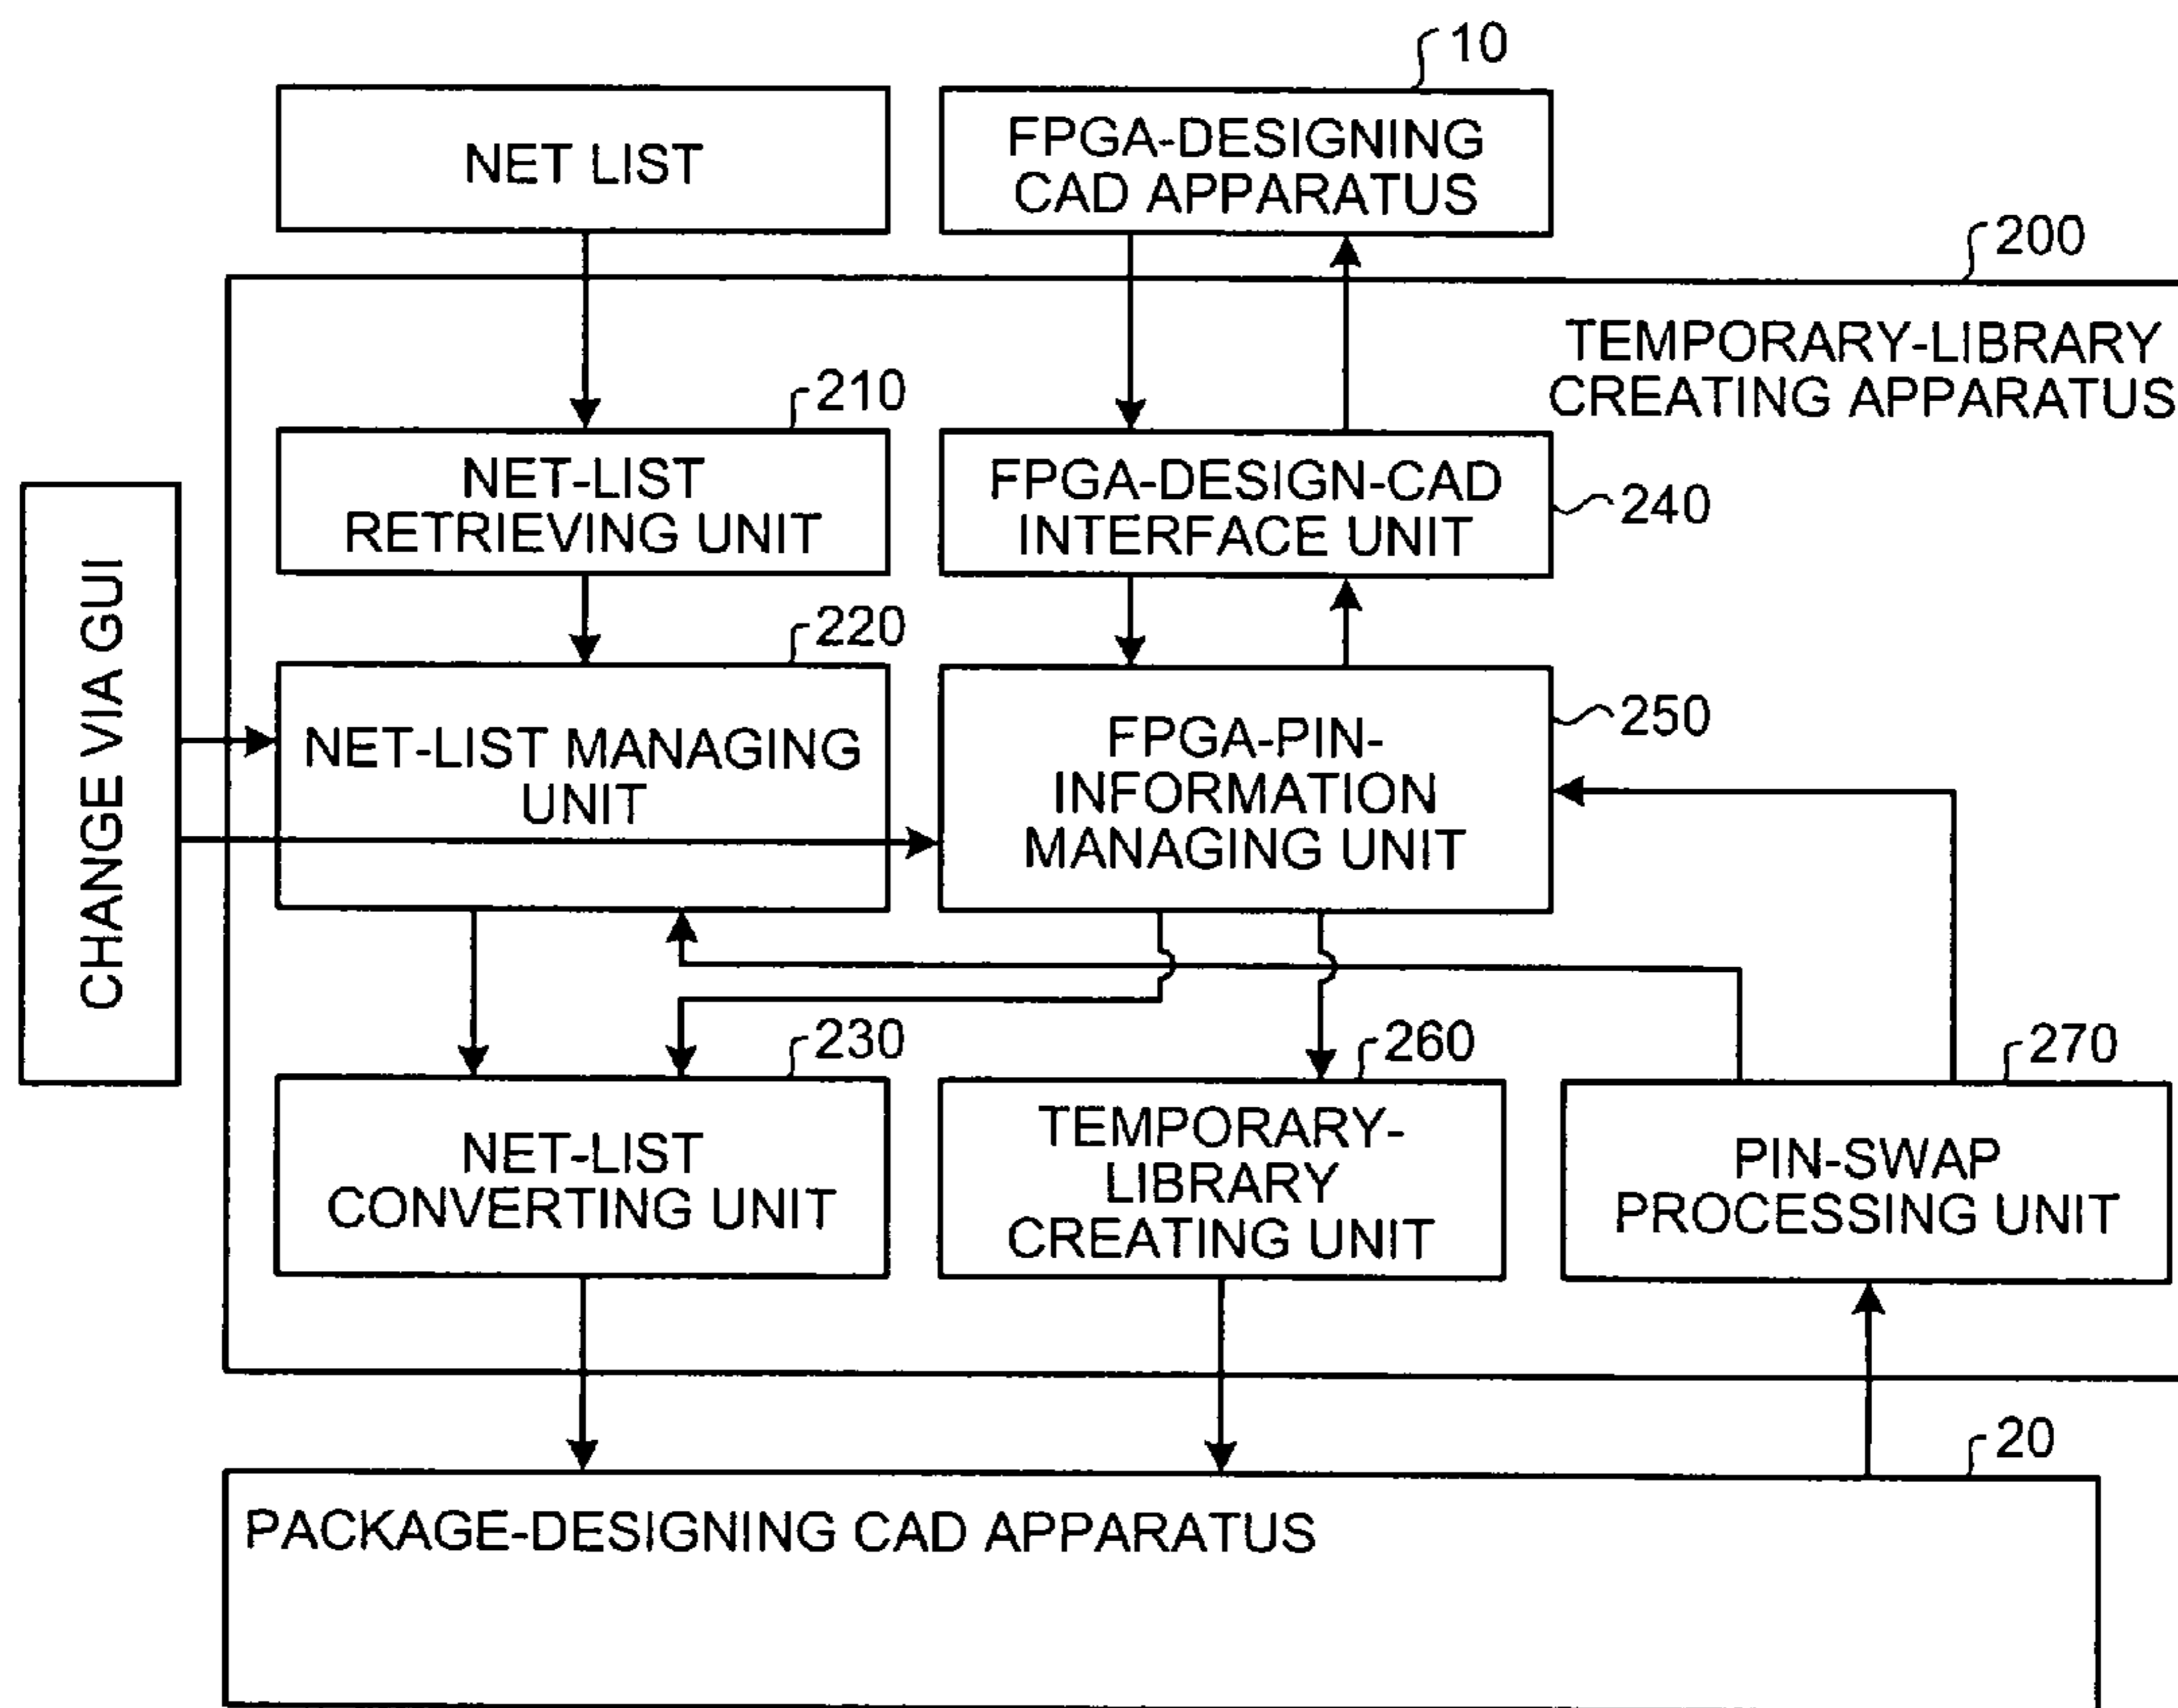 10
NET LIST
FPGA-DESIGNING
CAD APPARATUS
200
TEMPORARY-LIBRARY
CREATING APPARATUS
210
NET-LIST
RETRIEVING UNIT
FPGA-DESIGN-CAD
INTERFACE UNIT
240
CHANGE VIA GUI
220
NET-LIST MANAGING
UNIT
FPGA-PIN-
INFORMATION
MANAGING UNIT
250
230
NET-LIST
CONVERTING UNIT
260
TEMPORARY-
LIBRARY
CREATING UNIT
270
PIN-SWAP
PROCESSING UNIT
20
PACKAGE-DESIGNING CAD APPARATUS